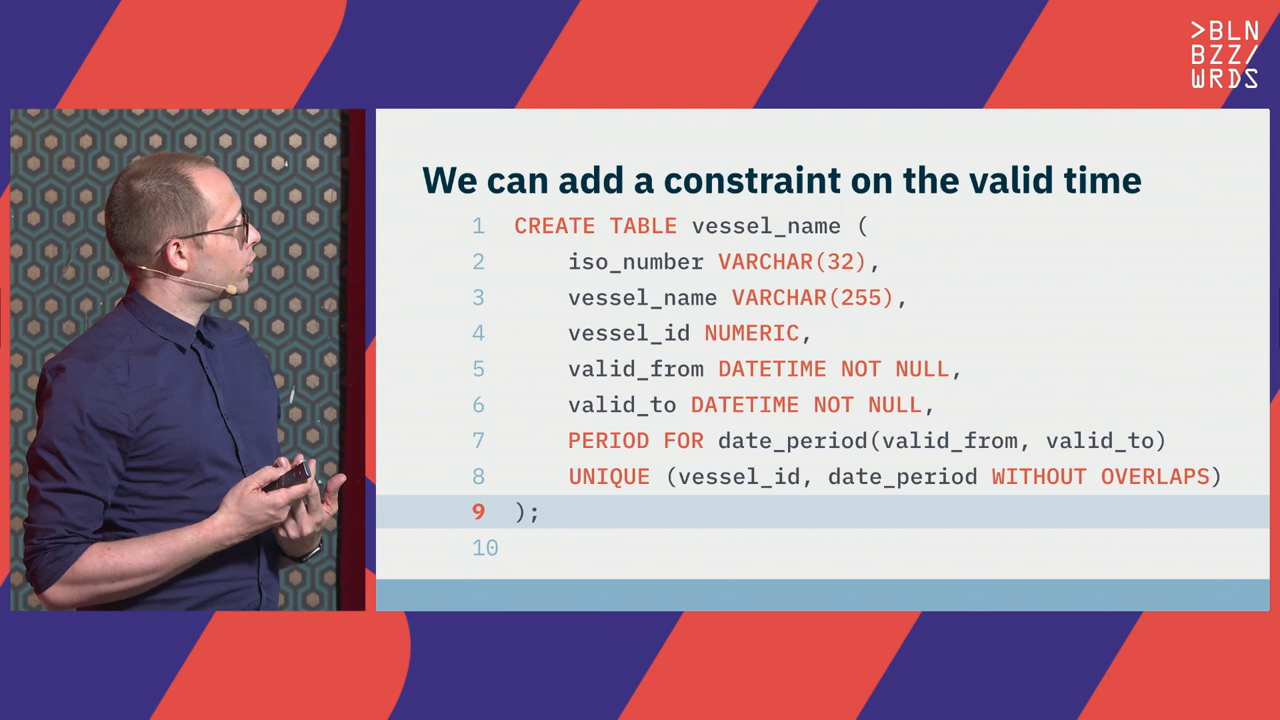 >BLN
BZZ/
WRDS
We can add a constraint on the valid time
1 CREATE TABLE vessel_name (
2 iso_number VARCHAR(32),
3 vessel_name VARCHAR(255),
4 vessel_id NUMERIC,
5 valid_from DATETIME NOT NULL,
6 valid_to DATETIME NOT NULL,
7 PERIOD FOR date_period(valid_from, valid_to)
8 UNIQUE (vessel_id, date_period WITHOUT OVERLAPS)
9 );
10